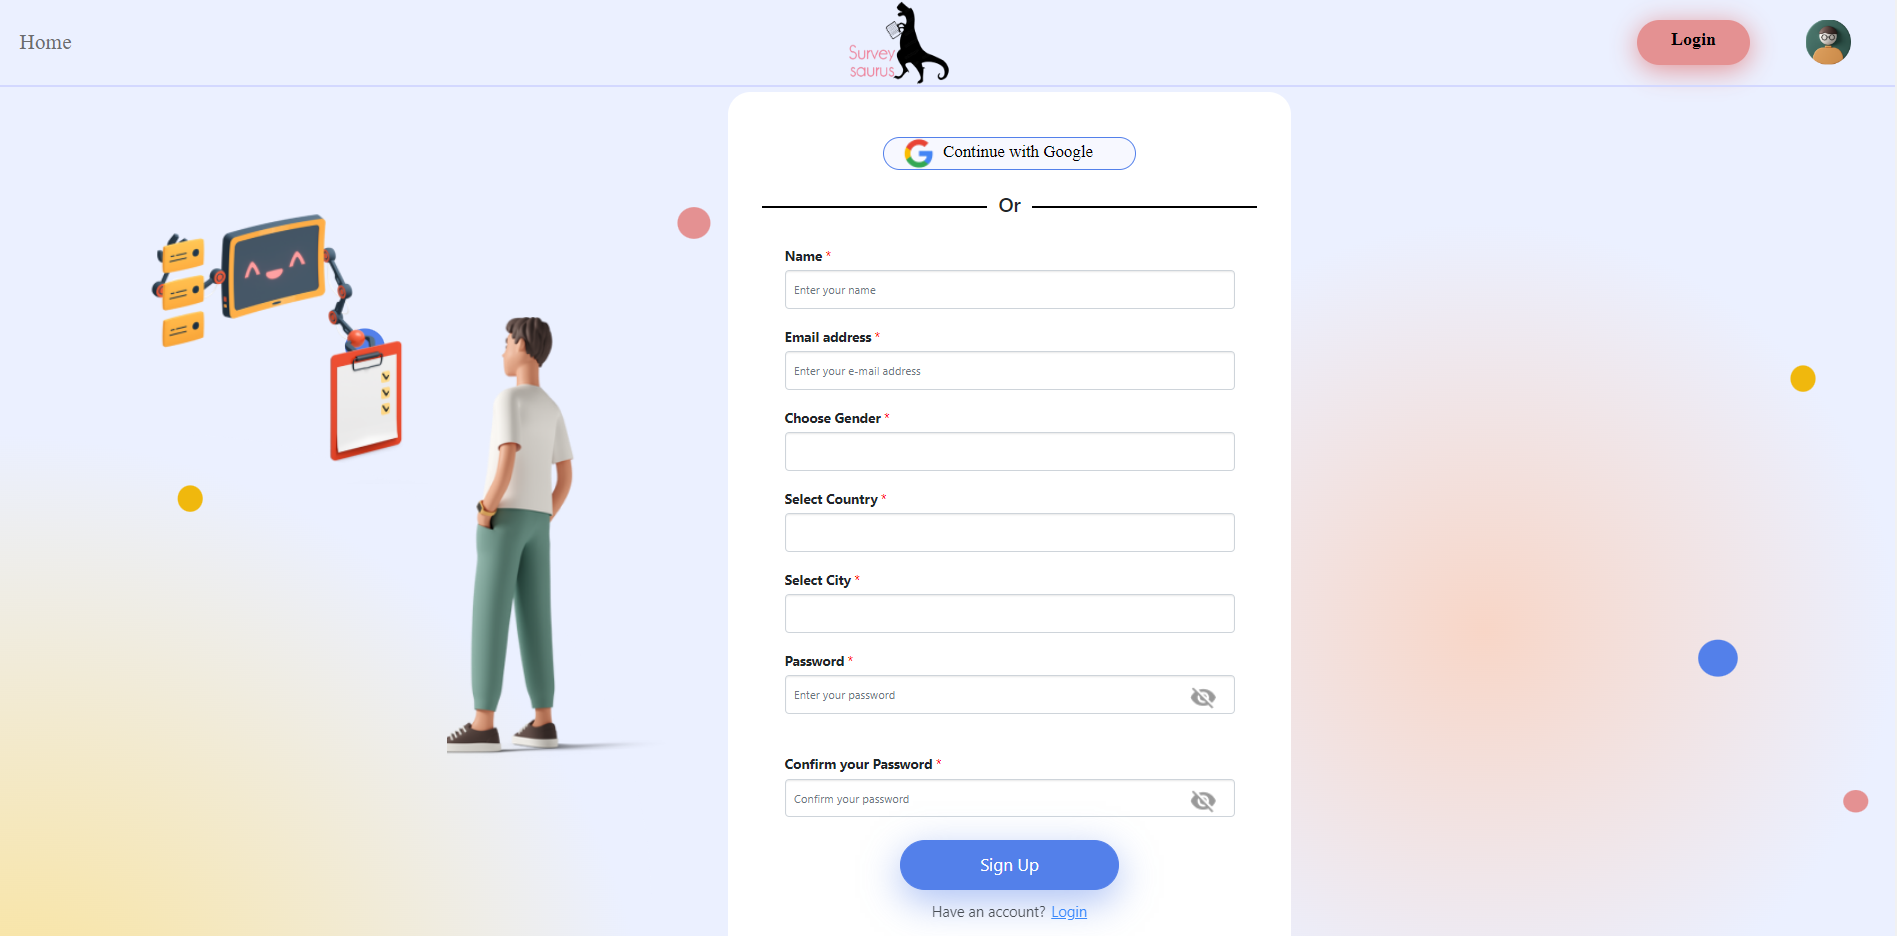 Home
Survey
saurus
Login
Continue with Google
Or
Name *
Enter your name
Email address *
Enter your e-mail address
Choose Gender *
Select Country *
Select City *
Password *
Enter your password
Confirm your Password *
Confirm your password
Sign Up
Have an account? Login